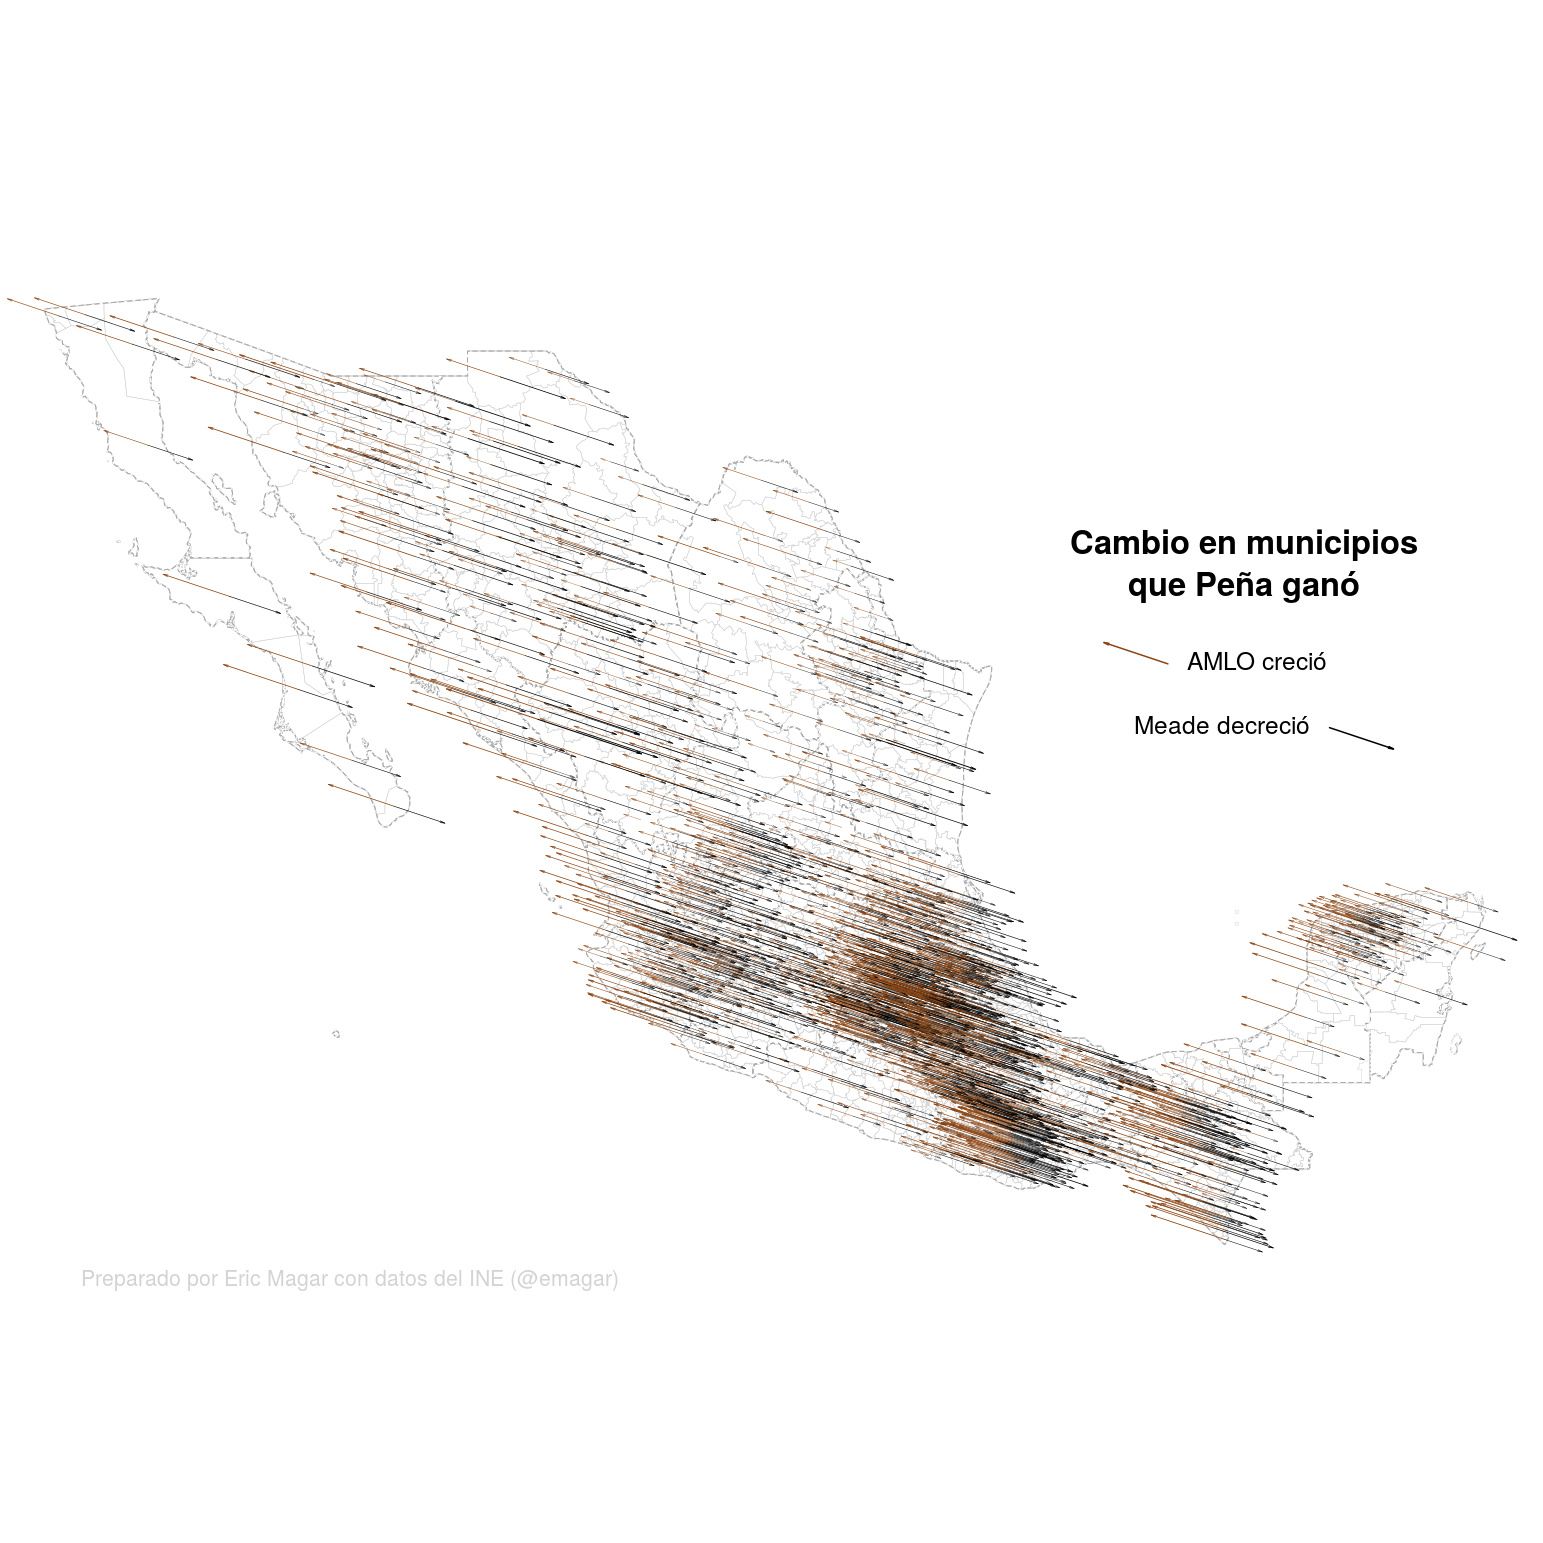 Cambio en municipios
que Peña ganó
AMLO creció
Meade decreció
Preparado por Eric Magar con datos del INE (@emagar)